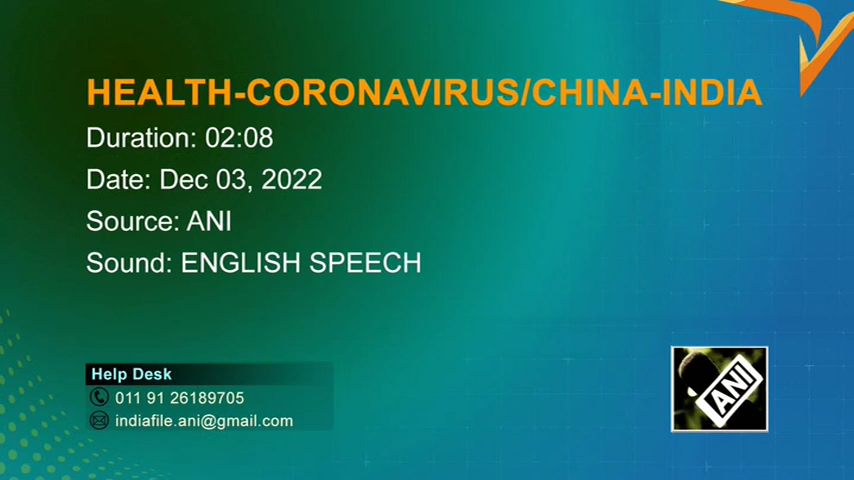 HEALTH-CORONAVIRUS/CHINA-INDIA
Duration: 02:08
Date: Dec 03, 2022
Source: ANI
Sound: ENGLISH SPEECH
Help Desk
011 91 26189705
indiafile.ani@gmail.com
ANI